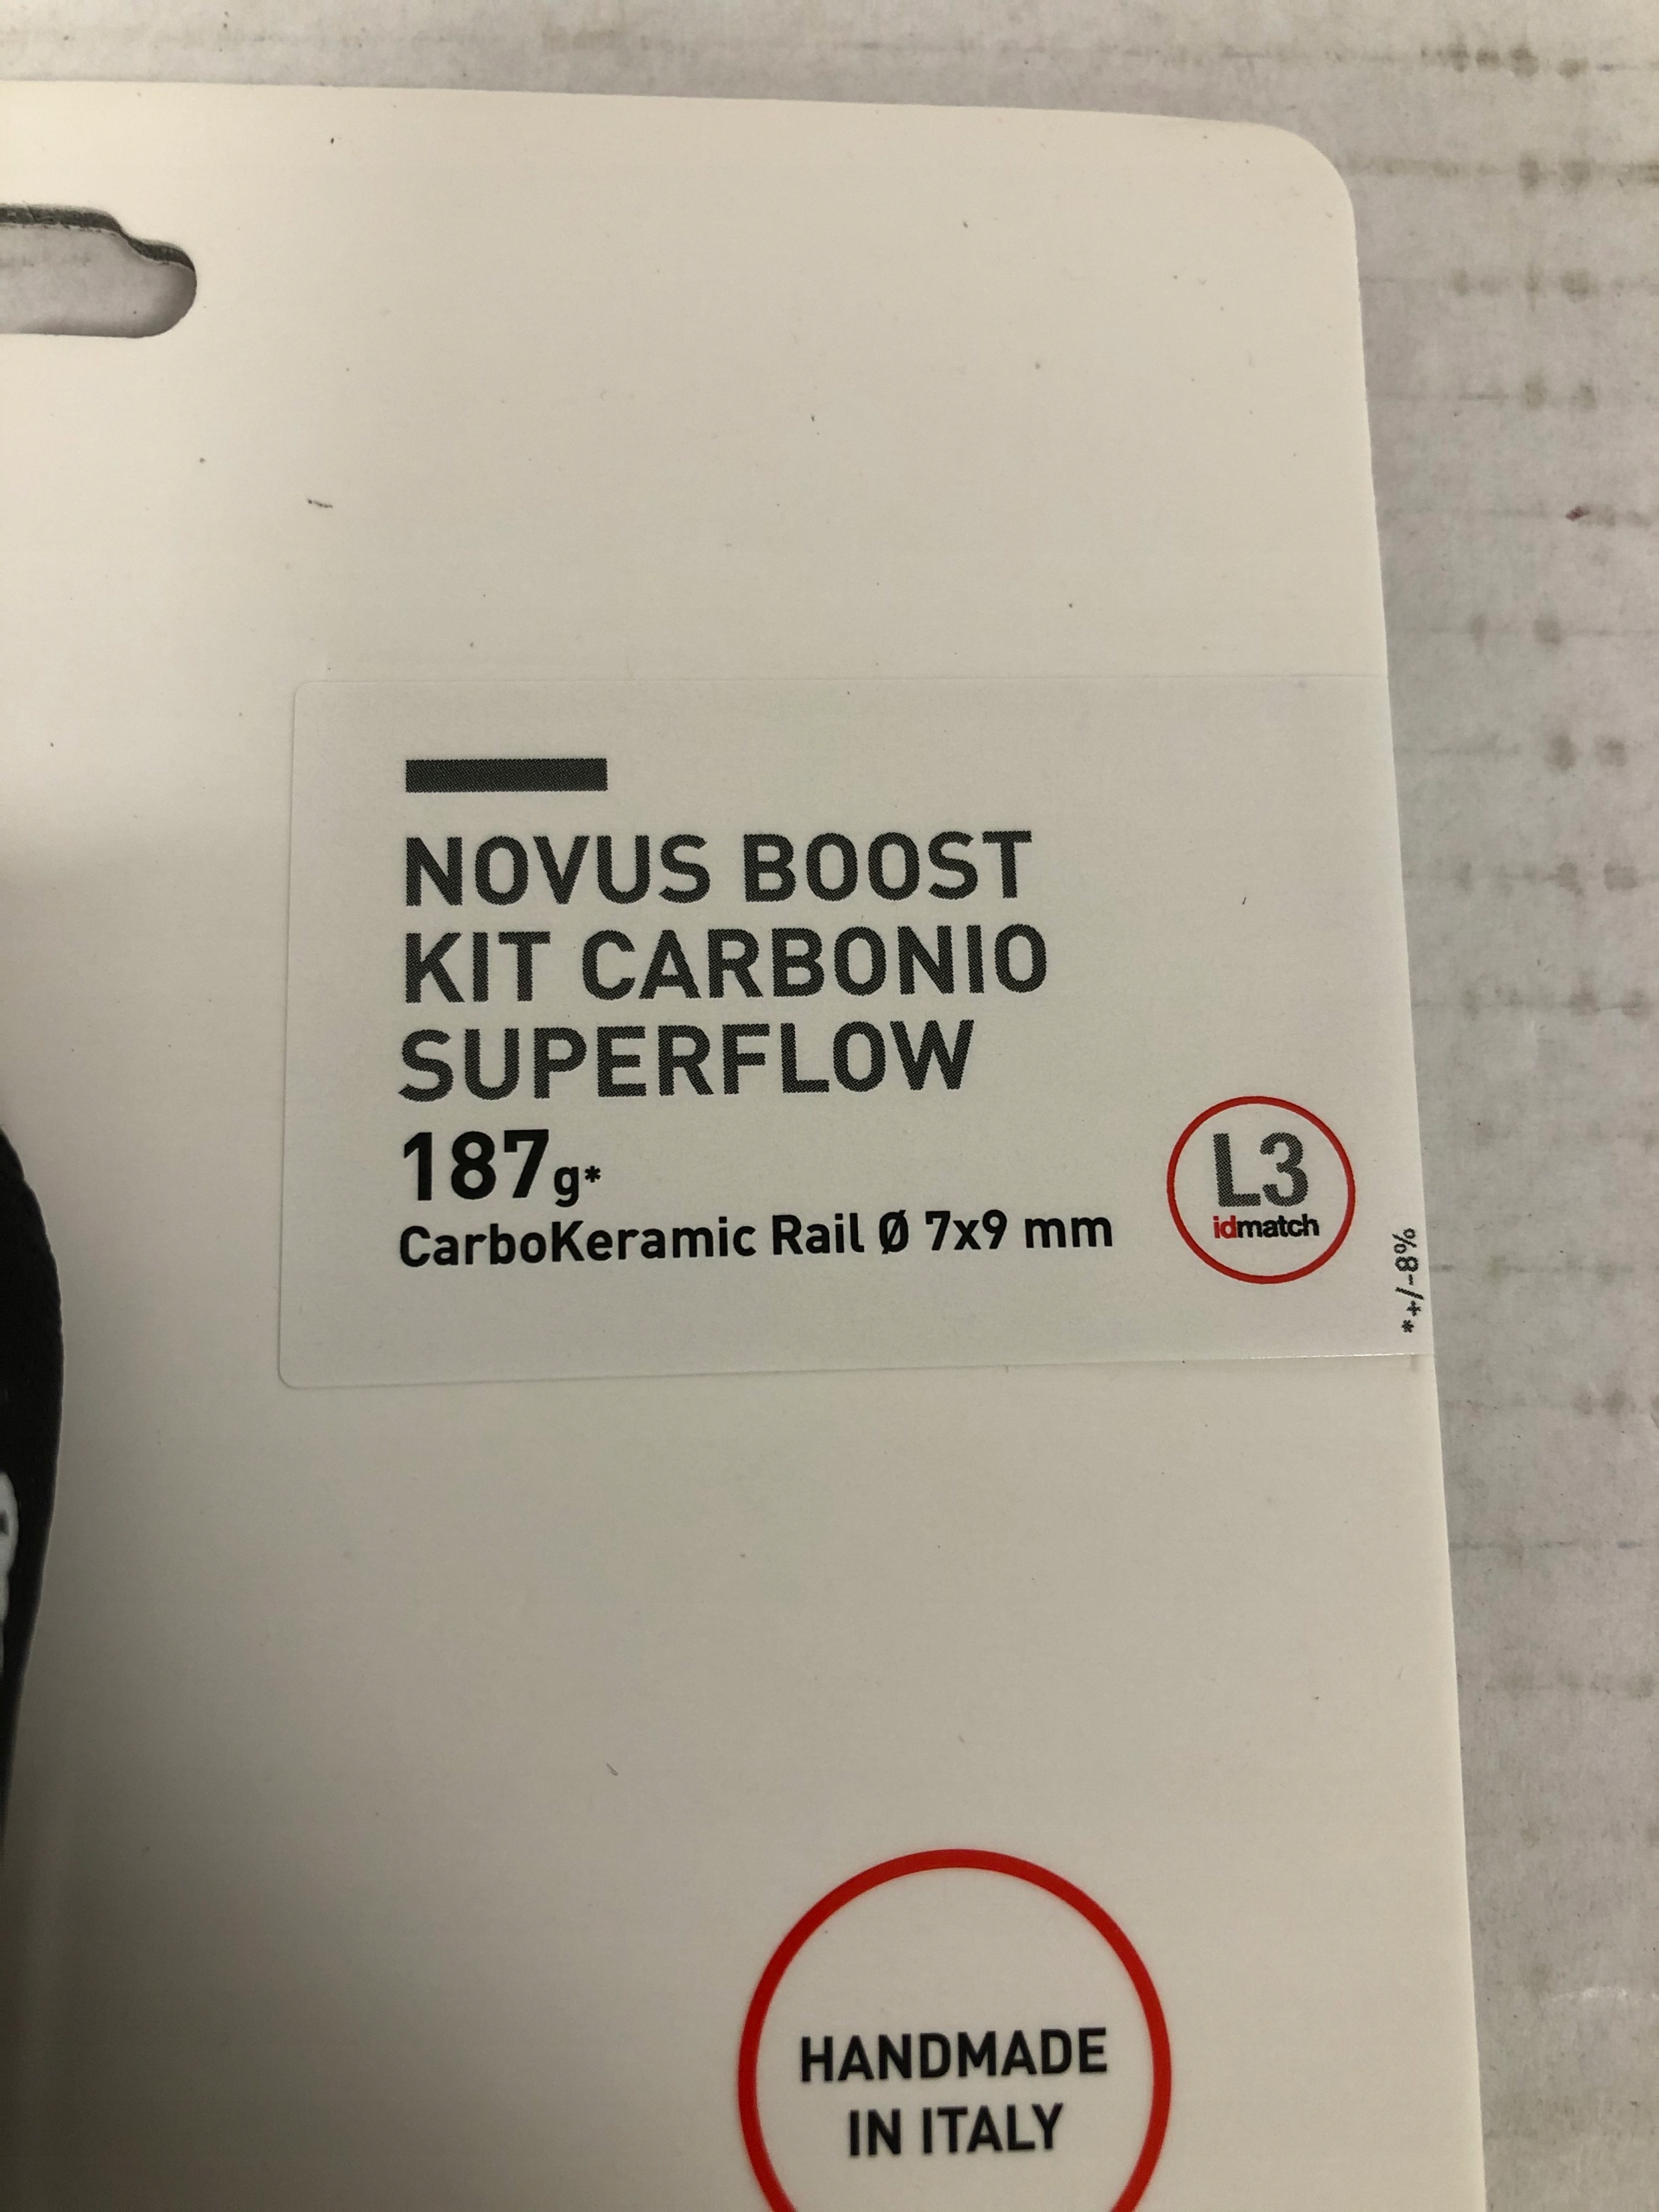 NOVUS BOOST
KIT CARBONIO
SUPERFLOW
187g*
CarboKeramic Rail Ø 7x9 mm
L3
idmatch
*+/-8%
HANDMADE
IN ITALY